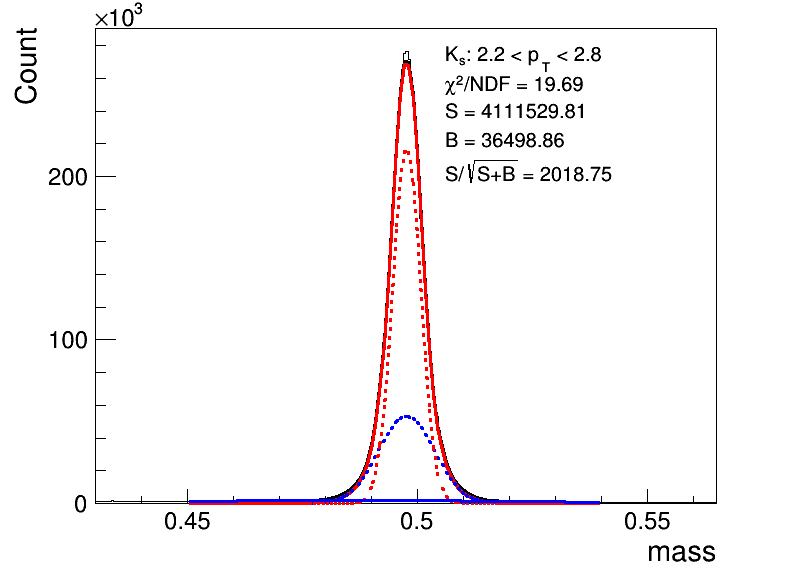 ×10³
Count
K_s: 2.2 < p_T < 2.8
χ²/NDF = 19.69
S = 4111529.81
B = 36498.86
S/√S+B = 2018.75
200
100
0
0.45 0.5 0.55
mass